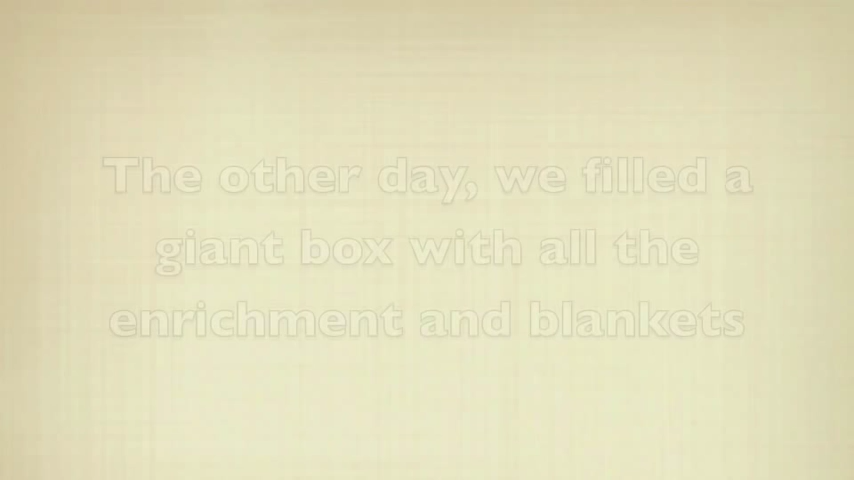 The other day, we filled a
giant box with all the
enrichment and blankets